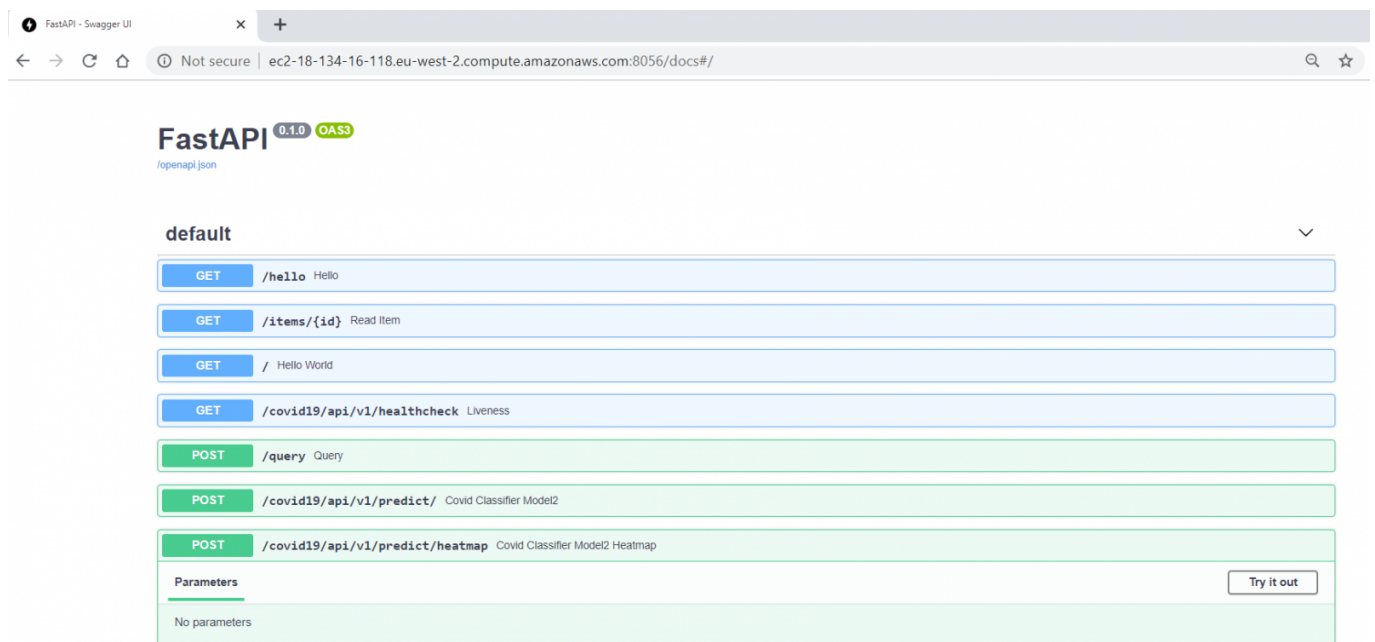 FastAPI - Swagger UI
Not secure ec2-18-134-16-118.eu-west-2.compute.amazonaws.com:8056/docs#/
FastAPI 0.1.0 OAS3
/openapi.json
default
GET /hello Hello
GET /items/{id} Read Item
GET / Hello World
GET /covid19/api/v1/healthcheck Liveness
POST /query Query
POST /covid19/api/v1/predict/ Covid Classifier Model2
POST /covid19/api/v1/predict/heatmap Covid Classifier Model2 Heatmap
Parameters Try it out
No parameters